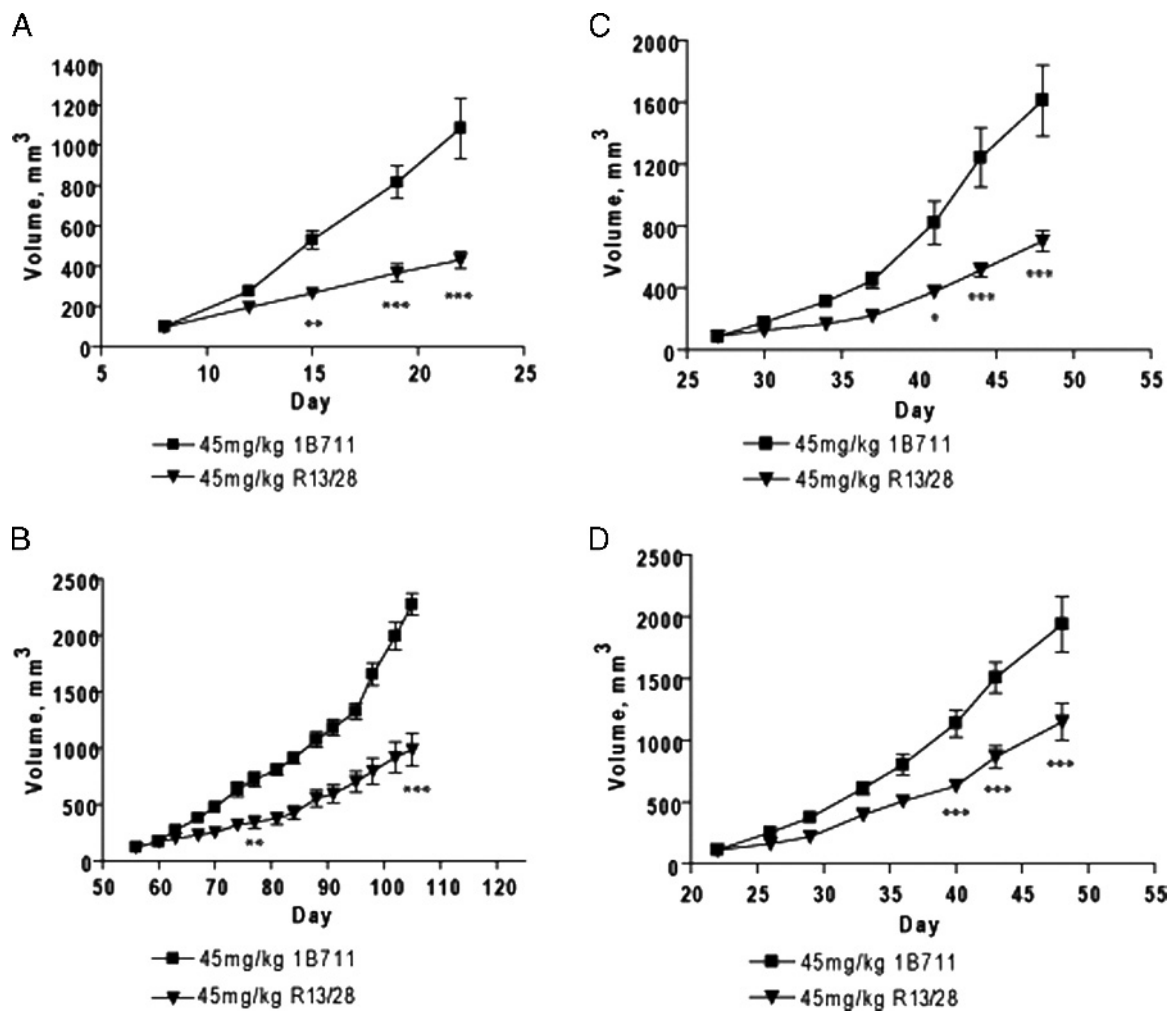 A
1400
1200
1000
800
600
400
200
0
Volume, mm3
5 10 15 20 25
** *** ***
Day
45mg/kg 1B711
45mg/kg R13/28
C
2000
1600
1200
800
400
0
Volume, mm3
25 30 35 40 45 50 55
* *** ***
Day
45mg/kg 1B711
45mg/kg R13/28
B
2500
2000
1500
1000
500
0
Volume, mm3
50 60 70 80 90 100 110 120
** ***
Day
45mg/kg 1B711
45mg/kg R13/28
D
2500
2000
1500
1000
500
0
Volume, mm3
20 25 30 35 40 45 50 55
*** *** ***
Day
45mg/kg 1B711
45mg/kg R13/28